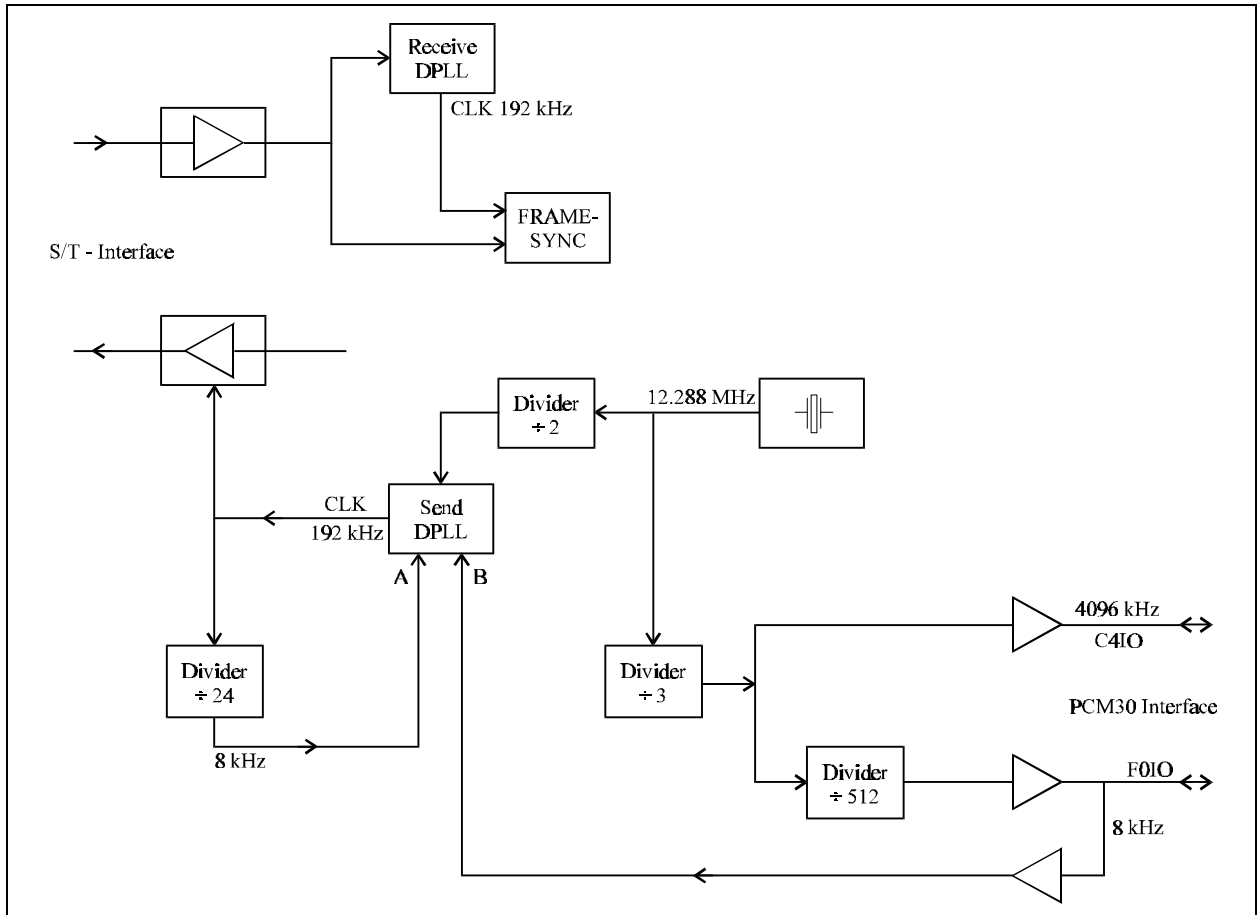 Receive
DPLL
CLK 192 kHz
FRAME-
SYNC
S/T - Interface
12.288 MHz
Divider
÷ 2
CLK
192 kHz
Send
DPLL
A
B
4096 kHz
C4IO
Divider
÷ 24
Divider
÷ 3
PCM30 Interface
8 kHz
Divider
÷ 512
F0IO
8 kHz